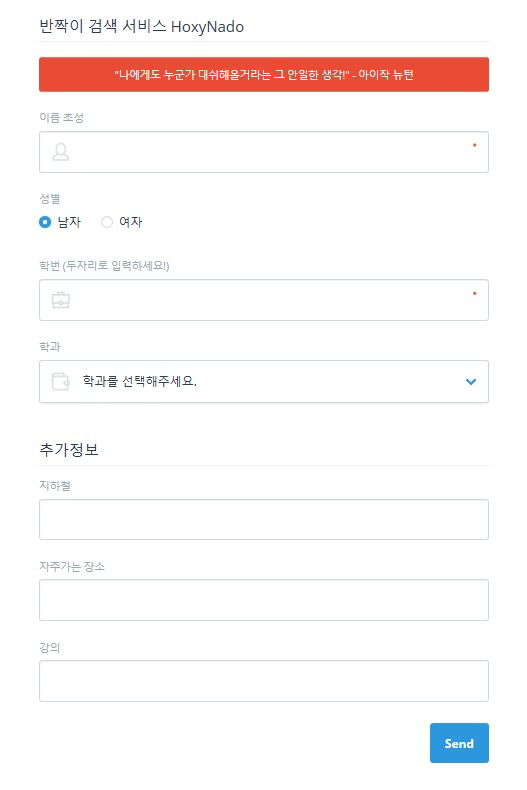 반짝이 검색 서비스 HoxyNado
"나에게도 누군가 대쉬해올거라는 그 안일한 생각!" - 아이작 뉴턴
이름 초성
*
성별
남자 여자
학번 (두자리로 입력하세요!)
*
학과
학과를 선택해주세요.
추가정보
지하철
자주가는 장소
강의
Send